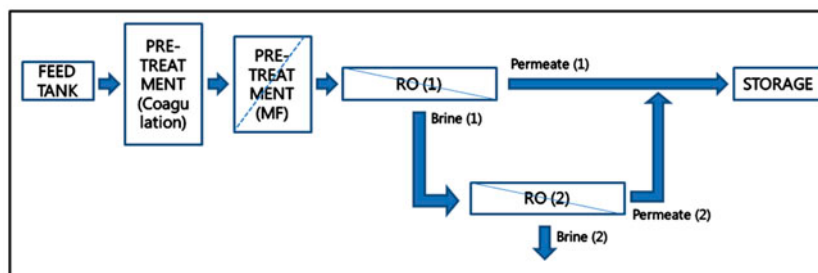 FEED
TANK
PRE-
TREAT
MENT
(Coagu
lation)
PRE-
TREAT
MENT
(MF)
RO (1)
Permeate (1)
STORAGE
Brine (1)
RO (2)
Permeate (2)
Brine (2)